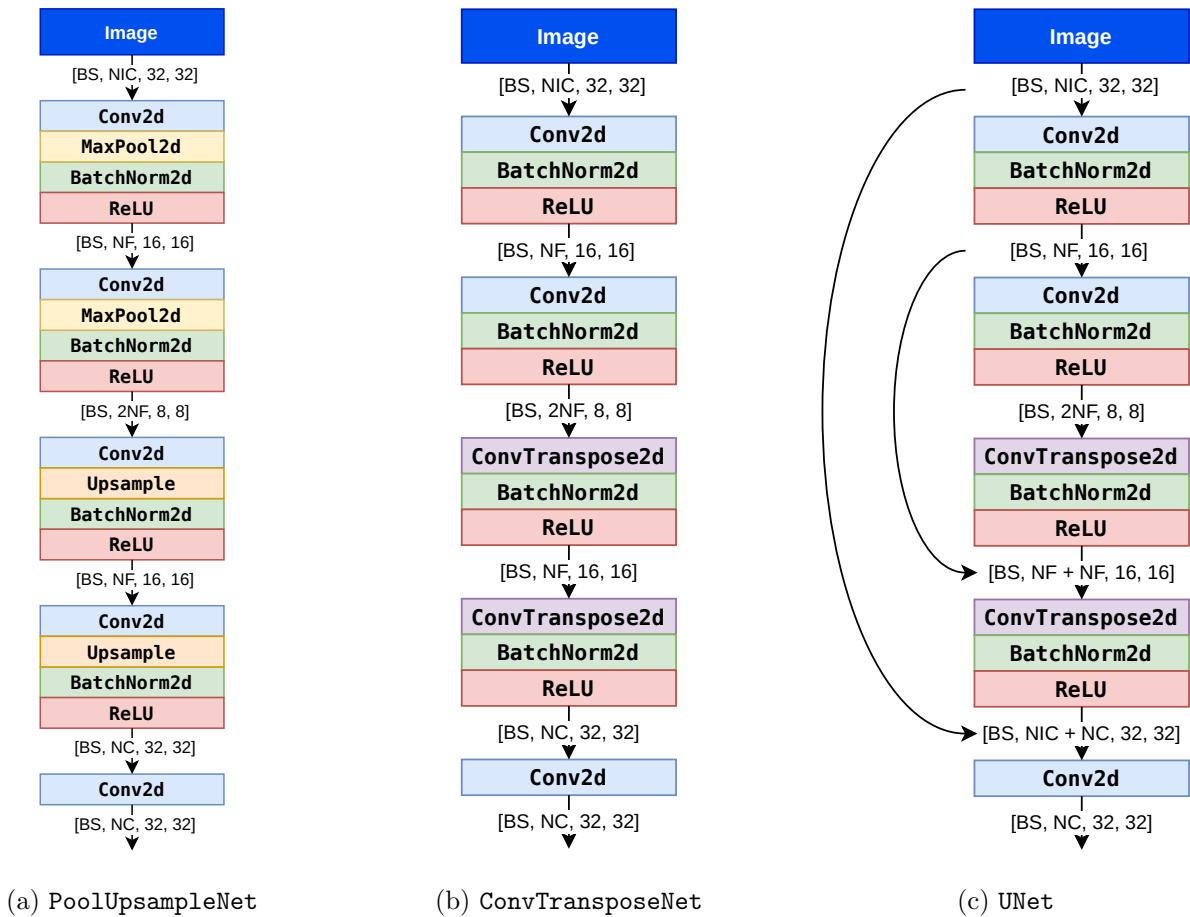 Image
[BS, NIC, 32, 32]
Conv2d
MaxPool2d
BatchNorm2d
ReLU
[BS, NF, 16, 16]
Conv2d
MaxPool2d
BatchNorm2d
ReLU
[BS, 2NF, 8, 8]
Conv2d
Upsample
BatchNorm2d
ReLU
[BS, NF, 16, 16]
Conv2d
Upsample
BatchNorm2d
ReLU
[BS, NC, 32, 32]
Conv2d
[BS, NC, 32, 32]
(a) PoolUpsampleNet
Image
[BS, NIC, 32, 32]
Conv2d
BatchNorm2d
ReLU
[BS, NF, 16, 16]
Conv2d
BatchNorm2d
ReLU
[BS, 2NF, 8, 8]
ConvTranspose2d
BatchNorm2d
ReLU
[BS, NF, 16, 16]
ConvTranspose2d
BatchNorm2d
ReLU
[BS, NC, 32, 32]
Conv2d
[BS, NC, 32, 32]
(b) ConvTransposeNet
Image
[BS, NIC, 32, 32]
Conv2d
BatchNorm2d
ReLU
[BS, NF, 16, 16]
Conv2d
BatchNorm2d
ReLU
[BS, 2NF, 8, 8]
ConvTranspose2d
BatchNorm2d
ReLU
[BS, NF + NF, 16, 16]
ConvTranspose2d
BatchNorm2d
ReLU
[BS, NIC + NC, 32, 32]
Conv2d
[BS, NC, 32, 32]
(c) UNet